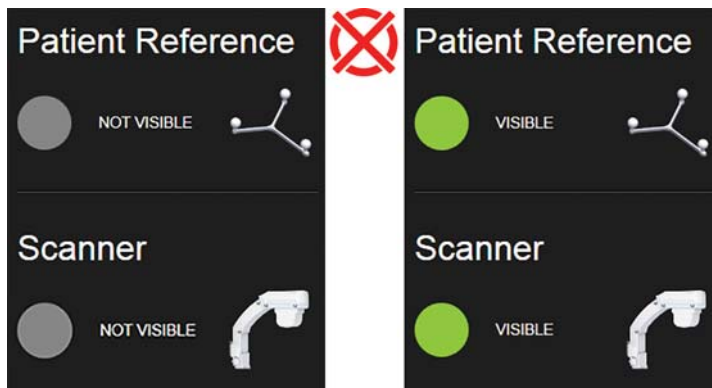 Patient Reference
NOT VISIBLE
Scanner
NOT VISIBLE
Patient Reference
VISIBLE
Scanner
VISIBLE